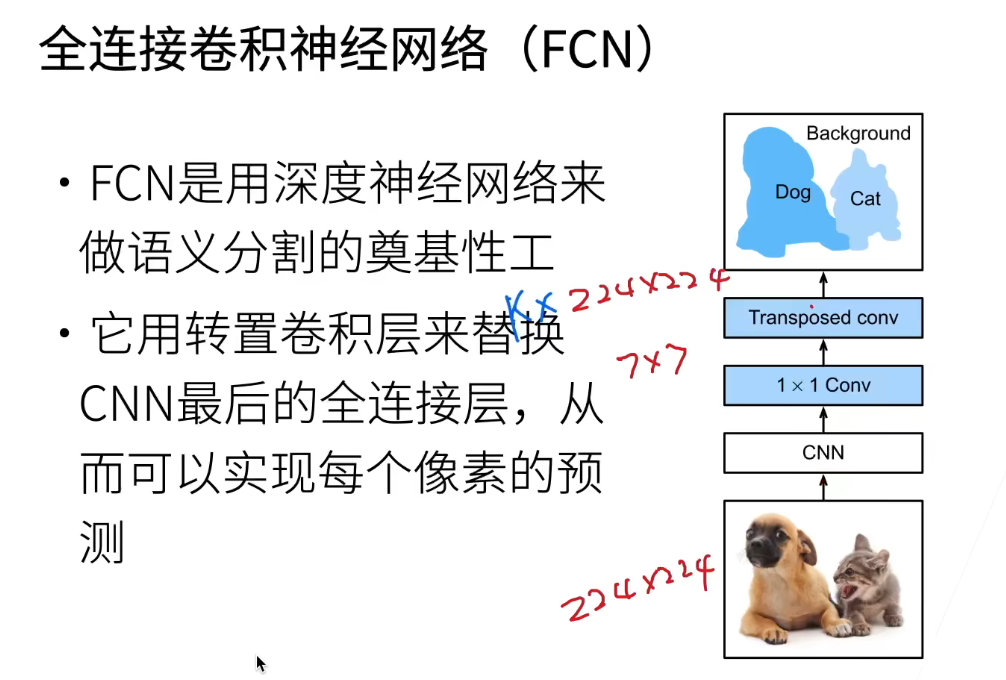 全连接卷积神经网络（FCN）
• FCN是用深度神经网络来
做语义分割的奠基性工
• 它用转置卷积层来替换
CNN最后的全连接层，从
而可以实现每个像素的预
测
Background
Dog
Cat
K x 224x224
Transposed conv
7x7
1 × 1 Conv
CNN
224x224